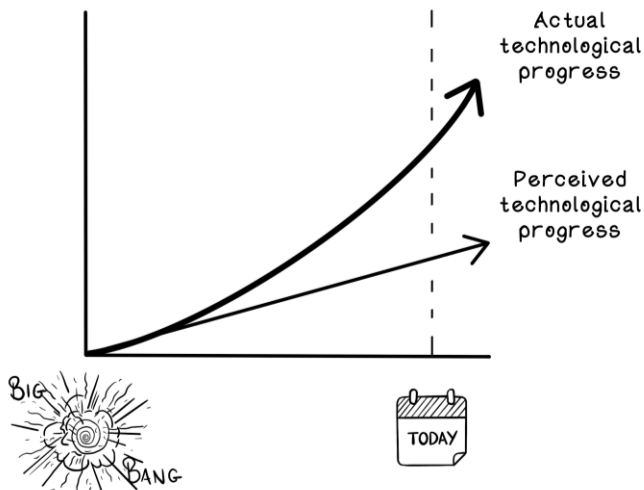 Actual
technological
progress
Perceived
technological
progress
BIG
BANG
TODAY